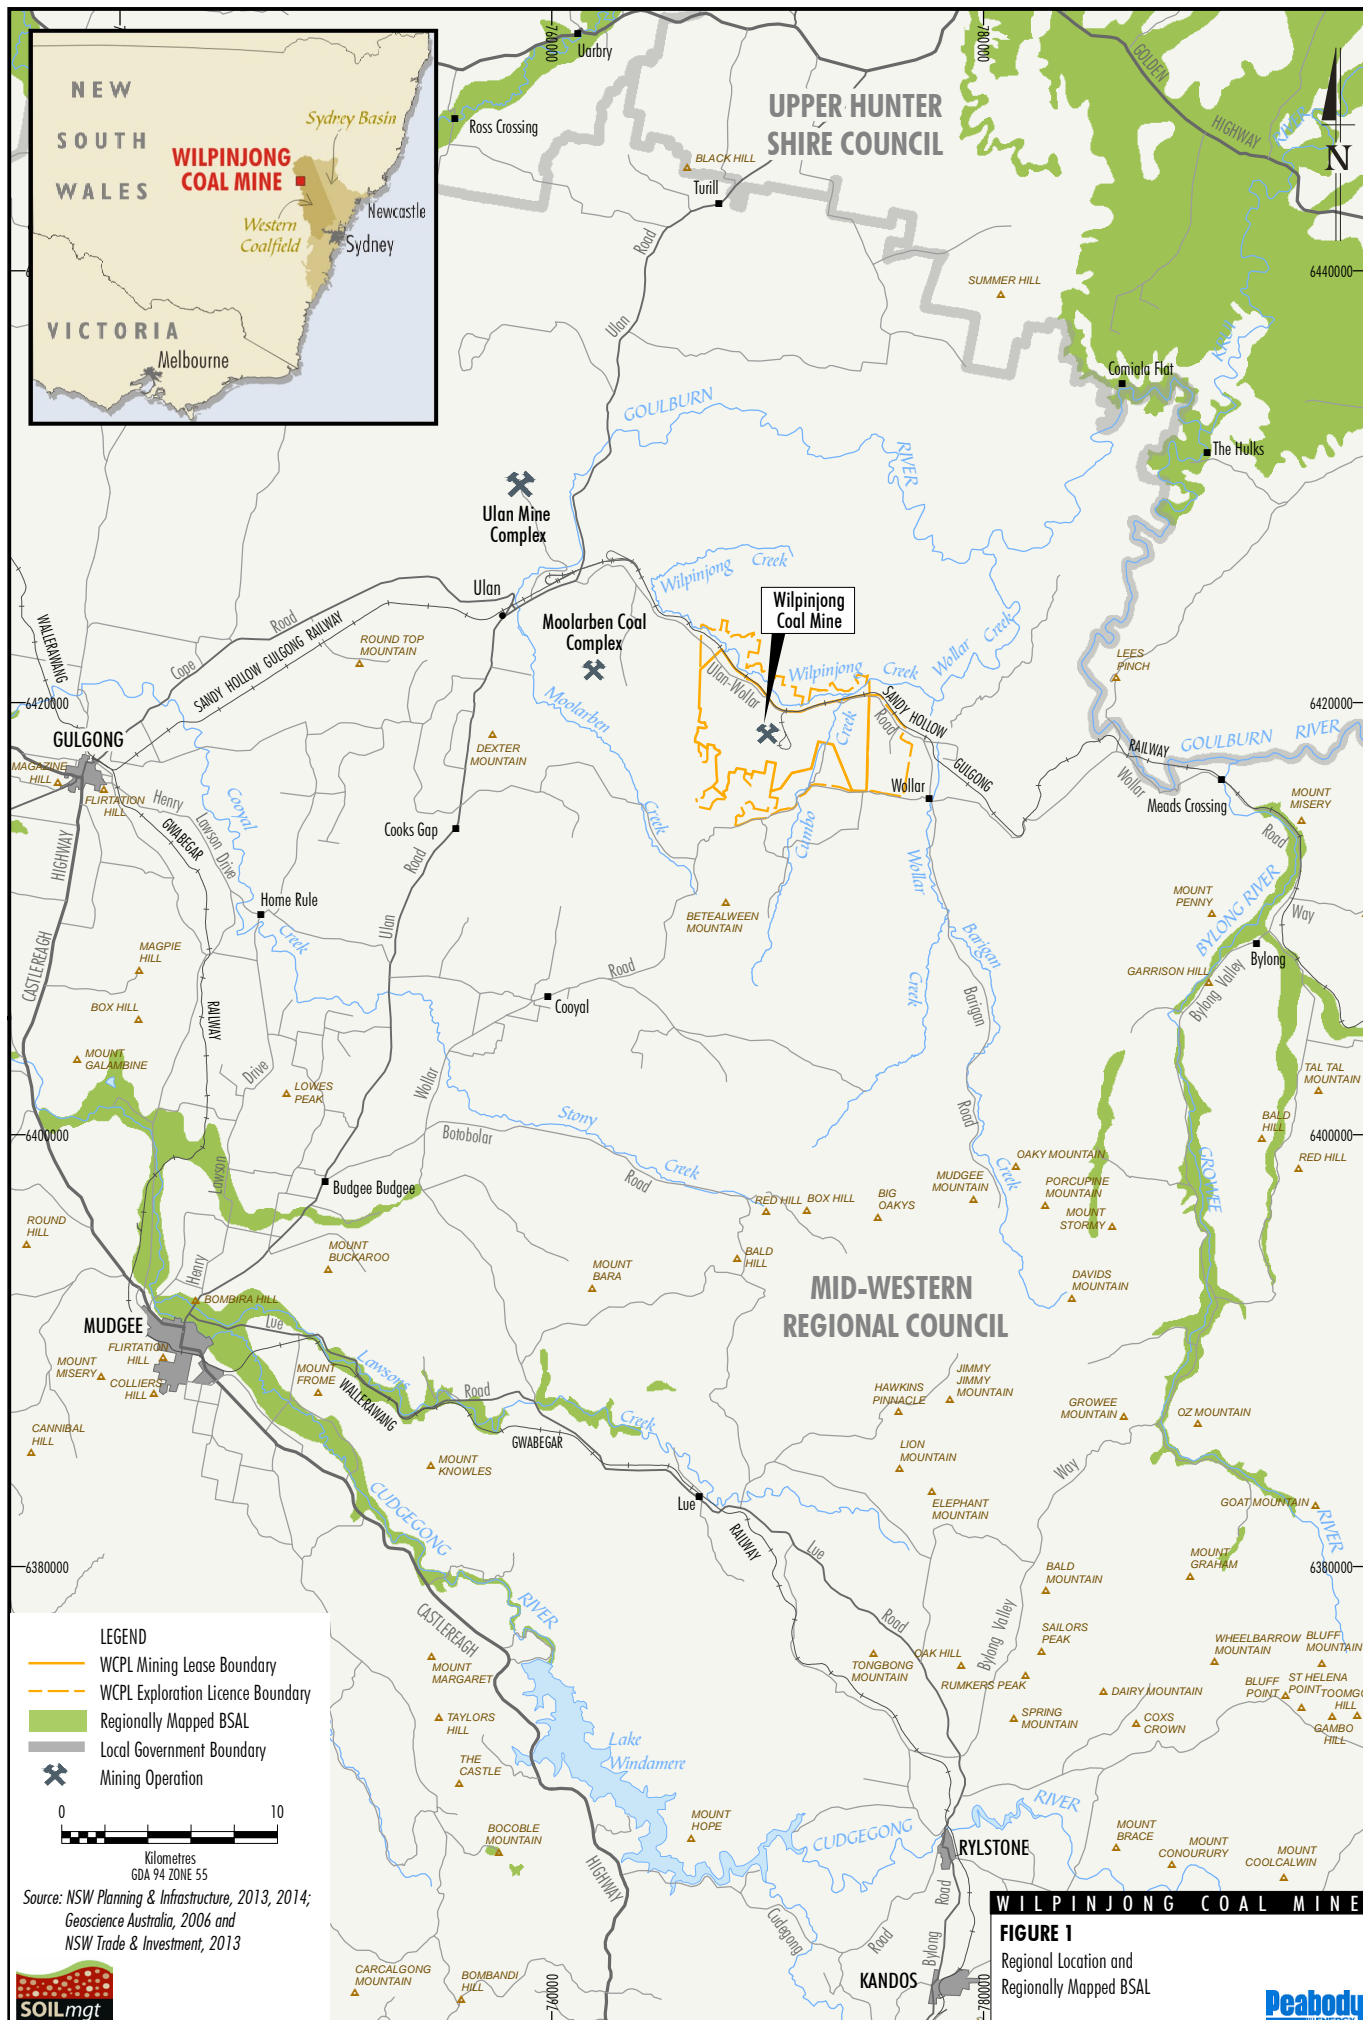 NEW
SOUTH
WALES
Sydney Basin
WILPINJONG
COAL MINE
Newcastle
Western
Coalfield
Sydney
VICTORIA
Melbourne
760000
780000
Uarbry
Ross Crossing
UPPER HUNTER
SHIRE COUNCIL
GOLDEN
HIGHWAY
RIVER
N
BLACK HILL
Turill
Road
Ulan
SUMMER HILL
6440000
KRUI
Comiala Flat
The Hulks
GOULBURN
RIVER
Ulan Mine
Complex
Ulan
Wilpinjong Creek
Wilpinjong
Coal Mine
Moolarben Coal
Complex
WALLERAWANG
Cope
Road
SANDY HOLLOW GULGONG RAILWAY
ROUND TOP
MOUNTAIN
Moolarben
Creek
Ulan-Wollar
Road
Wilpinjong
Creek
Wollar
Creek
SANDY HOLLOW
GULGONG
RAILWAY
LEES
PINCH
6420000
6420000
GULGONG
MAGAZINE
HILL
FLIRTATION
HILL
DEXTER
MOUNTAIN
Creek
Cumbo
Wollar
GOULBURN RIVER
Wollar
Meads Crossing
MOUNT
MISERY
Road
Henry
Lawson Drive
Cooyal
Creek
GWABEGAR
RAILWAY
HIGHWAY
CASTLEREAGH
Cooks Gap
Road
Ulan
Home Rule
BETEALWEEN
MOUNTAIN
Wollar
Creek
Barigan
Barigan
Road
Creek
MOUNT
PENNY
BYLONG RIVER
Way
Bylong
GARRISON HILL
Bylong Valley
MAGPIE
HILL
BOX HILL
MOUNT
GALAMBINE
Road
Cooyal
Wollar
Drive
LOWES
PEAK
Stony
Creek
Botobolar
Road
TAL TAL
MOUNTAIN
BALD
HILL
RED HILL
6400000
6400000
Lawson
Budgee Budgee
OAKY MOUNTAIN
MUDGEE
MOUNTAIN
PORCUPINE
MOUNTAIN
MOUNT
STORMY
GROWEE
RED HILL
BOX HILL
BIG
OAKYS
ROUND
HILL
MOUNT
BUCKAROO
Henry
MOUNT
BARA
BALD
HILL
DAVIDS
MOUNTAIN
MID-WESTERN
REGIONAL COUNCIL
BOMBIRA HILL
MUDGEE
Lue
FLIRTATION
HILL
MOUNT
MISERY
COLLIERS
HILL
MOUNT
FROME
Lawsons
Road
WALLERAWANG
GWABEGAR
Creek
JIMMY
JIMMY
MOUNTAIN
HAWKINS
PINNACLE
GROWEE
MOUNTAIN
OZ MOUNTAIN
CANNIBAL
HILL
MOUNT
KNOWLES
LION
MOUNTAIN
Way
CUDGEGONG
Lue
ELEPHANT
MOUNTAIN
GOAT MOUNTAIN
RIVER
RAILWAY
Lue
Road
MOUNT
GRAHAM
6380000
6380000
BALD
MOUNTAIN
RIVER
CASTLEREAGH
Bylong Valley
SAILORS
PEAK
WHEELBARROW
MOUNTAIN
BLUFF
MOUNTAIN
MOUNT
MARGARET
TONGBONG
MOUNTAIN
OAK HILL
RUMKERS PEAK
DAIRY MOUNTAIN
BLUFF
POINT
ST HELENA
POINT
TOOMGO
HILL
TAYLORS
HILL
SPRING
MOUNTAIN
COXS
CROWN
GAMBO
HILL
THE
CASTLE
Lake
Windamere
RIVER
MOUNT
HOPE
CUDGEGONG
MOUNT
BRACE
BOCOBLE
MOUNTAIN
RYLSTONE
MOUNT
CONOURURY
MOUNT
COOLCALWIN
HIGHWAY
Cudegong
Road
Road
Bylong
KANDOS
CARCALGONG
MOUNTAIN
BOMBANDI
HILL
760000
780000
LEGEND
WCPL Mining Lease Boundary
WCPL Exploration Licence Boundary
Regionally Mapped BSAL
Local Government Boundary
Mining Operation
0 10
Kilometres
GDA 94 ZONE 55
Source: NSW Planning & Infrastructure, 2013, 2014;
Geoscience Australia, 2006 and
NSW Trade & Investment, 2013
SOILmgt
WILPINJONG COAL MINE
FIGURE 1
Regional Location and
Regionally Mapped BSAL
Peabody